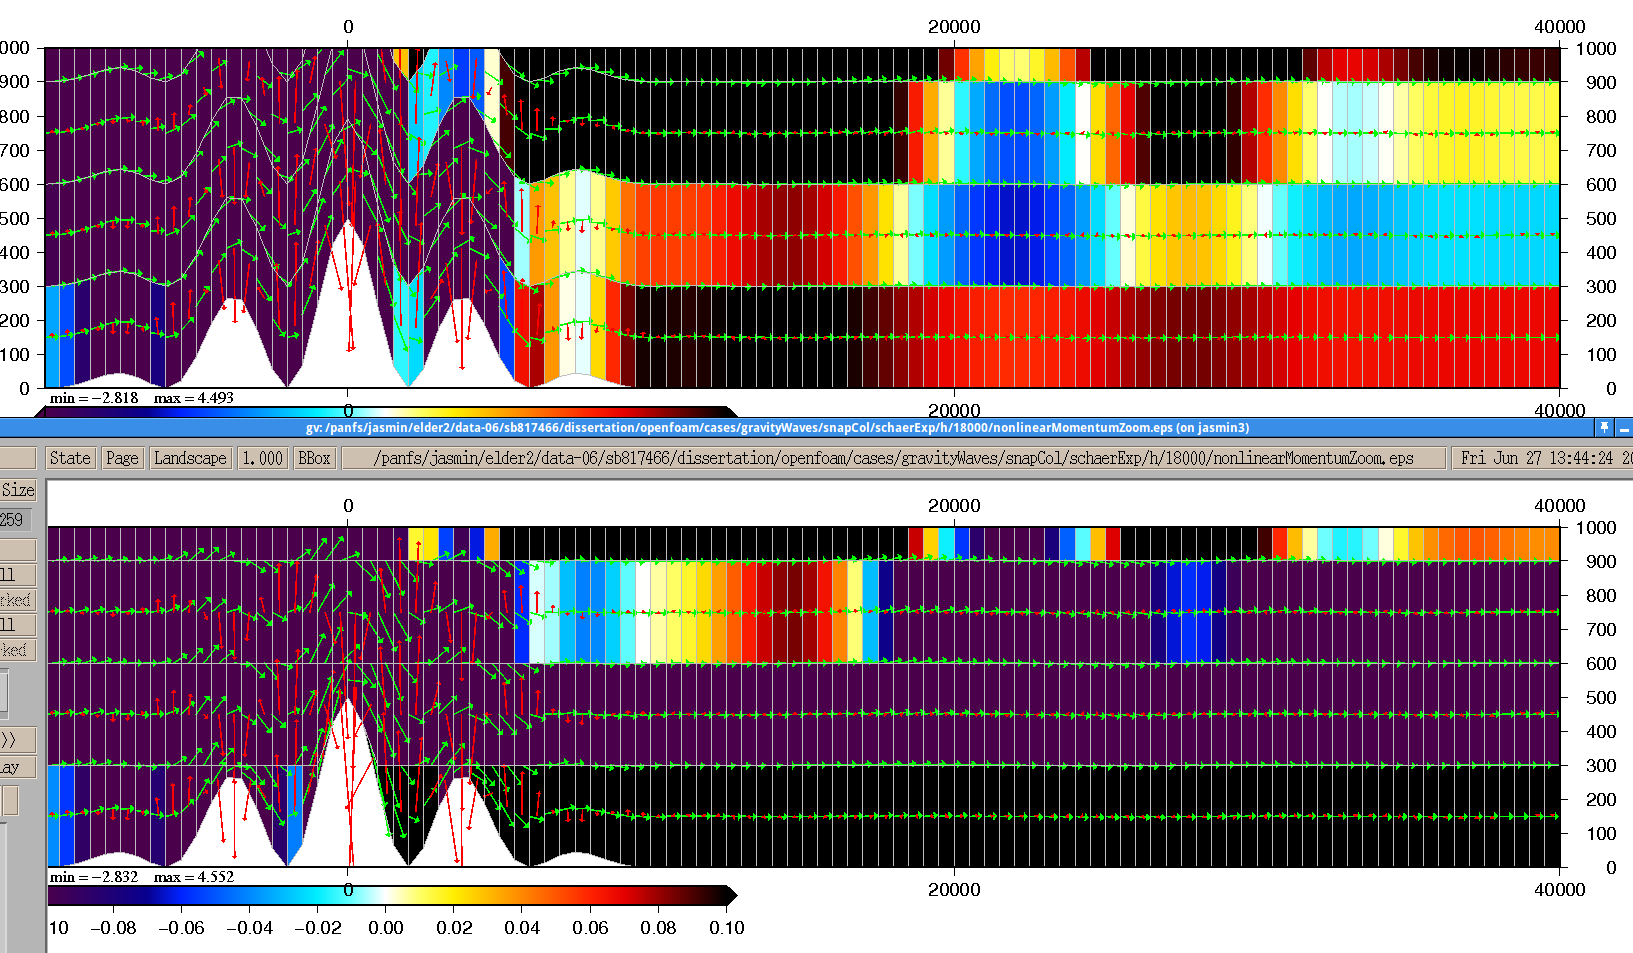 0 20000 40000
000 1000
900 900
800 800
700 700
600 600
500 500
400 400
300 300
200 200
100 100
0 0
min = −2.818 max = 4.493
0 20000 40000
gv: /panfs/jasmin/elder2/data-06/sb817466/dissertation/openfoam/cases/gravityWaves/snapCol/schaerExp/h/18000/nonlinearMomentumZoom.eps (on jasmin3)
State Page Landscape 1.000 BBox /panfs/jasmin/elder2/data-06/sb817466/dissertation/openfoam/cases/gravityWaves/snapCol/schaerExp/h/18000/nonlinearMomentumZoom.eps Fri Jun 27 13:44:24 20
Size
0 20000 40000
259
1000
900
ll
rked
800
ll
ked
700
600
500
⟩⟩
400
lay
300
200
100
0
min = −2.832 max = 4.552
0 20000 40000
10 −0.08 −0.06 −0.04 −0.02 0.00 0.02 0.04 0.06 0.08 0.10